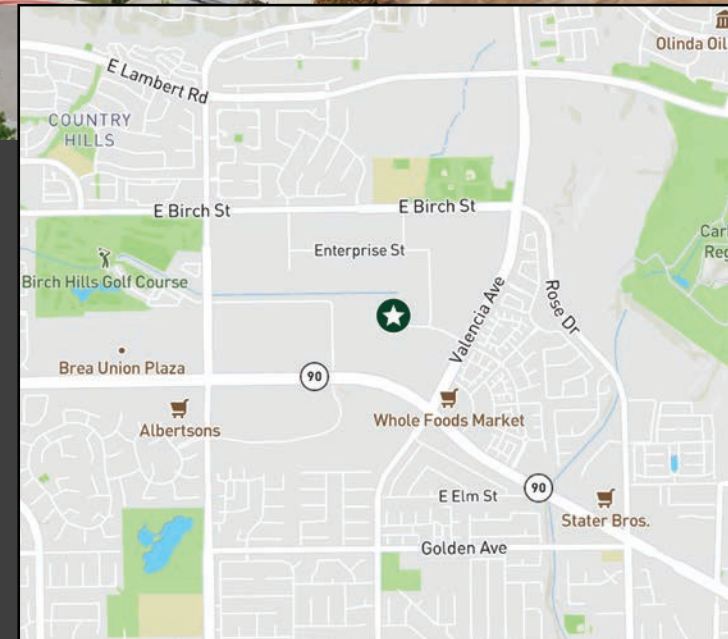 Olinda Oil
E Lambert Rd
COUNTRY
HILLS
E Birch St
E Birch St
Enterprise St
Birch Hills Golf Course
Valencia Ave
Rose Dr
Brea Union Plaza
90
Albertsons
Whole Foods Market
E Elm St
90
Stater Bros.
Golden Ave